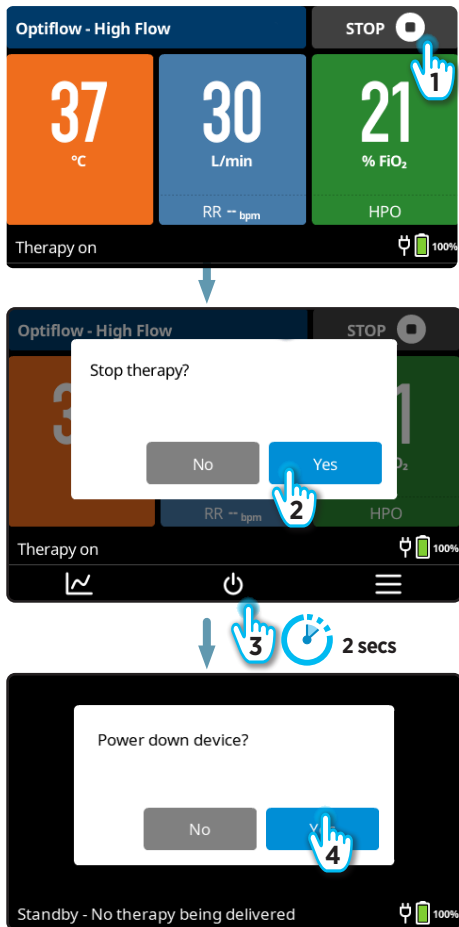 Optiflow - High Flow
STOP
1
37
30
21
°C
L/min
% FiO₂
RR -- bpm
HPO
Therapy on
100%
Optiflow - High Flow
STOP
Stop therapy?
No
Yes
2
RR -- bpm
HPO
Therapy on
100%
3
2 secs
Power down device?
No
4
Standby - No therapy being delivered
100%